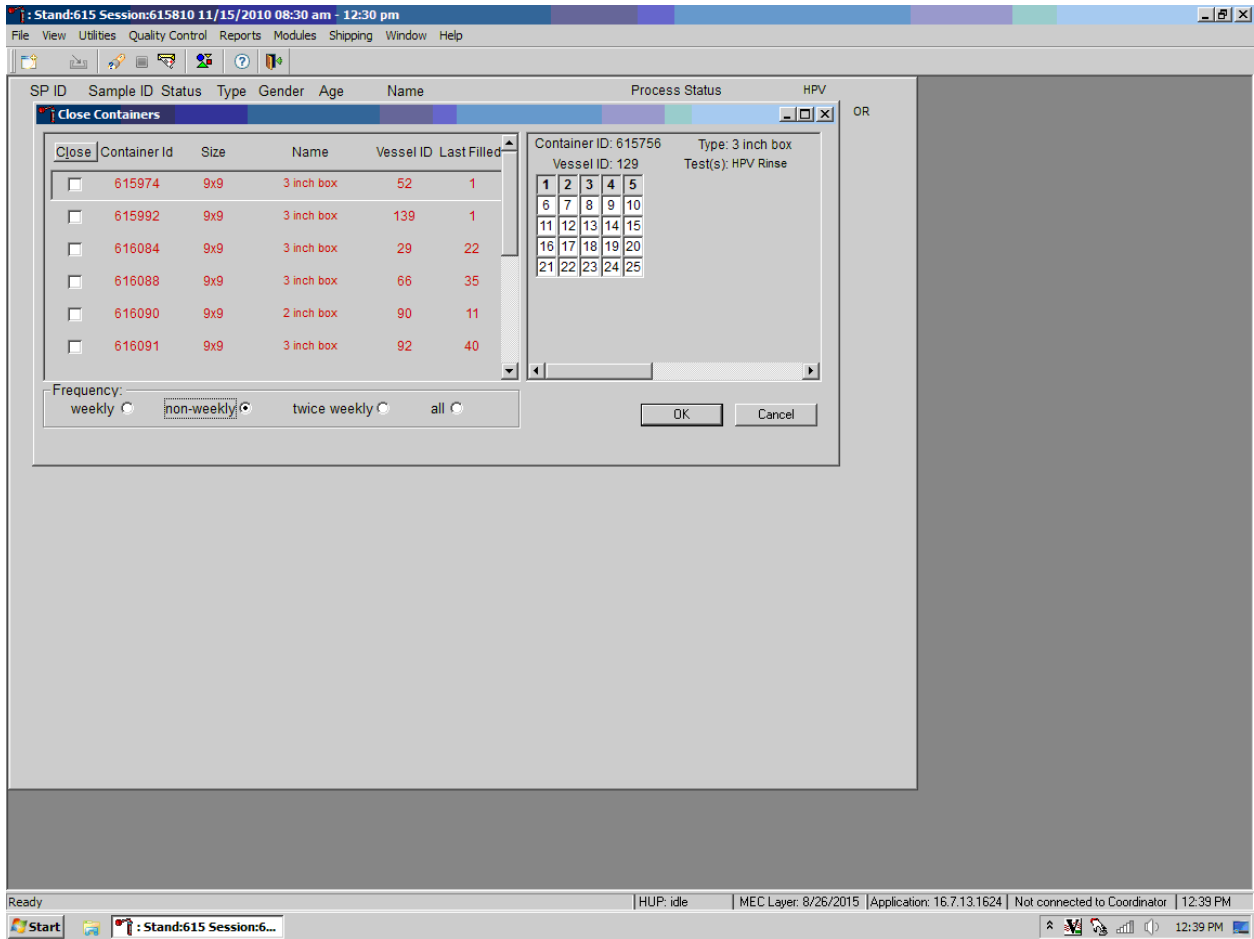 : Stand:615 Session:615810 11/15/2010 08:30 am - 12:30 pm
File View Utilities Quality Control Reports Modules Shipping Window Help
SP ID Sample ID Status Type Gender Age Name Process Status HPV
OR
Close Containers
Close Container Id Size Name Vessel ID Last Filled
615974 9x9 3 inch box 52 1
615992 9x9 3 inch box 139 1
616084 9x9 3 inch box 29 22
616088 9x9 3 inch box 66 35
616090 9x9 2 inch box 90 11
616091 9x9 3 inch box 92 40
Container ID: 615756 Type: 3 inch box
Vessel ID: 129 Test(s): HPV Rinse
1 2 3 4 5
6 7 8 9 10
11 12 13 14 15
16 17 18 19 20
21 22 23 24 25
Frequency:
weekly non-weekly twice weekly all
OK Cancel
Ready HUP: idle MEC Layer: 8/26/2015 Application: 16.7.13.1624 Not connected to Coordinator 12:39 PM
Start : Stand:615 Session:6... 12:39 PM